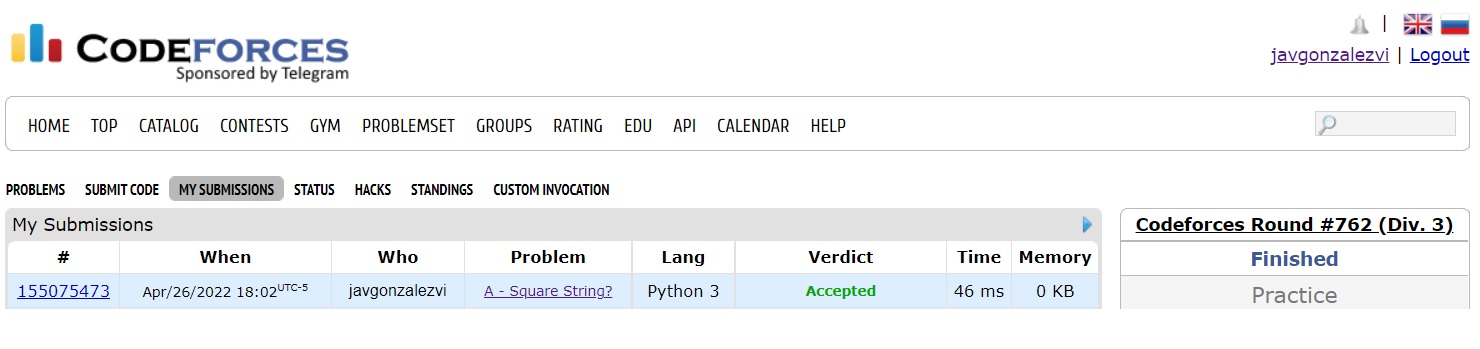 CODEFORCES
Sponsored by Telegram
|
javgonzalezvi | Logout
HOME TOP CATALOG CONTESTS GYM PROBLEMSET GROUPS RATING EDU API CALENDAR HELP
PROBLEMS SUBMIT CODE MY SUBMISSIONS STATUS HACKS STANDINGS CUSTOM INVOCATION
My Submissions
# When Who Problem Lang Verdict Time Memory
155075473 Apr/26/2022 18:02 UTC-5 javgonzalezvi A - Square String? Python 3 Accepted 46 ms 0 KB
Codeforces Round #762 (Div. 3)
Finished
Practice